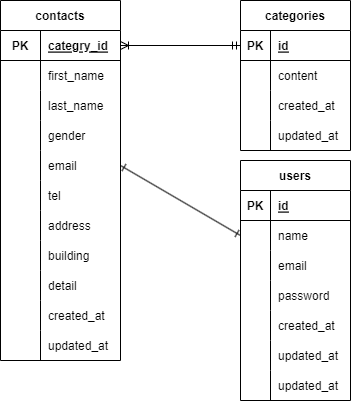 contacts
PK categry_id
first_name
last_name
gender
email
tel
address
building
detail
created_at
updated_at
categories
PK id
content
created_at
updated_at
users
PK id
name
email
password
created_at
updated_at
updated_at